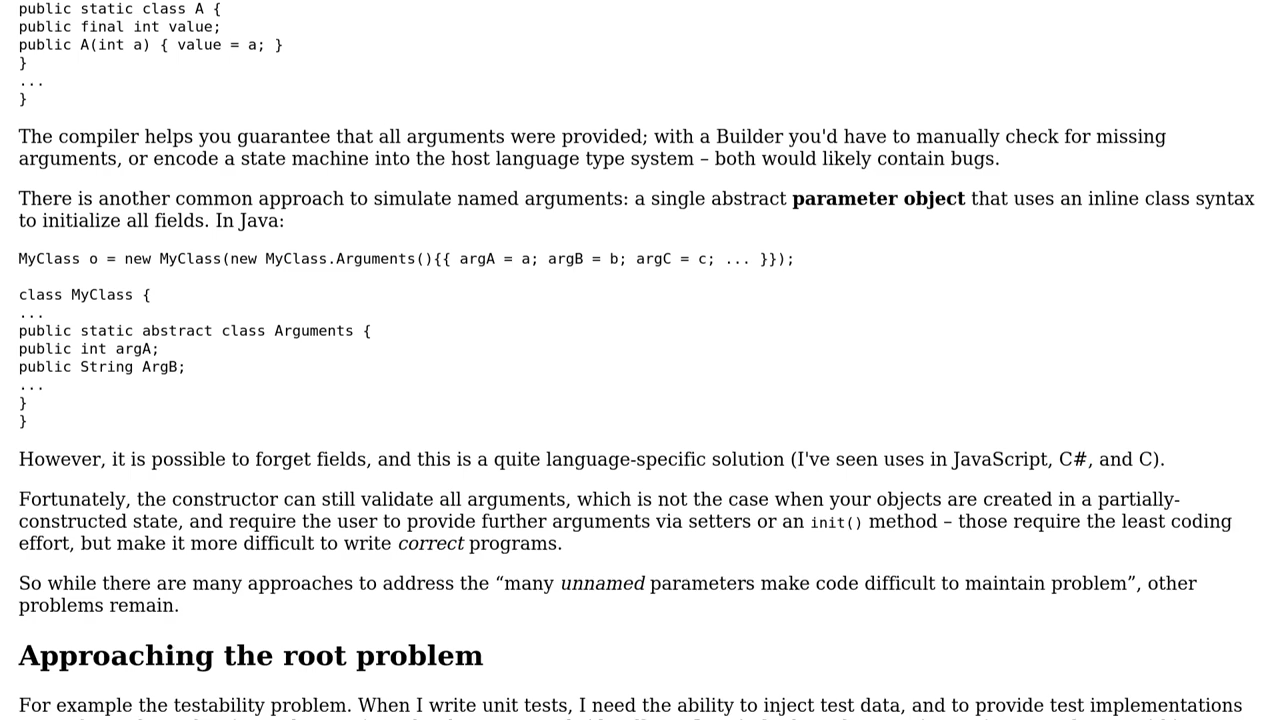 public static class A {
public final int value;
public A(int a) { value = a; }
}
...
}
The compiler helps you guarantee that all arguments were provided; with a Builder you'd have to manually check for missing
arguments, or encode a state machine into the host language type system – both would likely contain bugs.
There is another common approach to simulate named arguments: a single abstract parameter object that uses an inline class syntax
to initialize all fields. In Java:
MyClass o = new MyClass(new MyClass.Arguments(){{ argA = a; argB = b; argC = c; ... }});
class MyClass {
...
public static abstract class Arguments {
public int argA;
public String ArgB;
...
}
}
However, it is possible to forget fields, and this is a quite language-specific solution (I've seen uses in JavaScript, C#, and C).
Fortunately, the constructor can still validate all arguments, which is not the case when your objects are created in a partially-
constructed state, and require the user to provide further arguments via setters or an init() method – those require the least coding
effort, but make it more difficult to write correct programs.
So while there are many approaches to address the “many unnamed parameters make code difficult to maintain problem”, other
problems remain.
Approaching the root problem
For example the testability problem. When I write unit tests, I need the ability to inject test data, and to provide test implementations